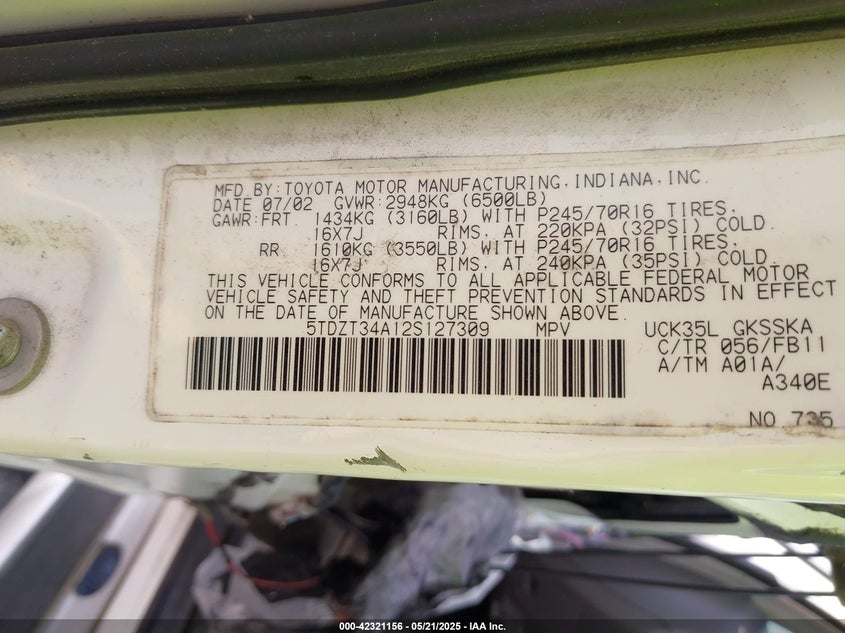 MFD.BY:TOYOTA MOTOR MANUFACTURING,INDIANA,INC.
DATE 07/02 GVWR:2948KG (6500LB)
GAWR:FRT 1434KG (3160LB) WITH P245/70R16 TIRES,
16X7J RIMS, AT 220KPA (32PSI) COLD.
RR 1610KG (3550LB) WITH P245/70R16 TIRES,
16X7J RIMS, AT 240KPA (35PSI) COLD.
THIS VEHICLE CONFORMS TO ALL APPLICABLE FEDERAL MOTOR
VEHICLE SAFETY AND THEFT PREVENTION STANDARDS IN EFFECT
ON THE DATE OF MANUFACTURE SHOWN ABOVE.
5TDZT34A12S127309 MPV UCK35L GKSSKA
C/TR 056/FB11
A/TM A01A/
A340E
NO 735
000-42321156 - 05/21/2025 - IAA Inc.